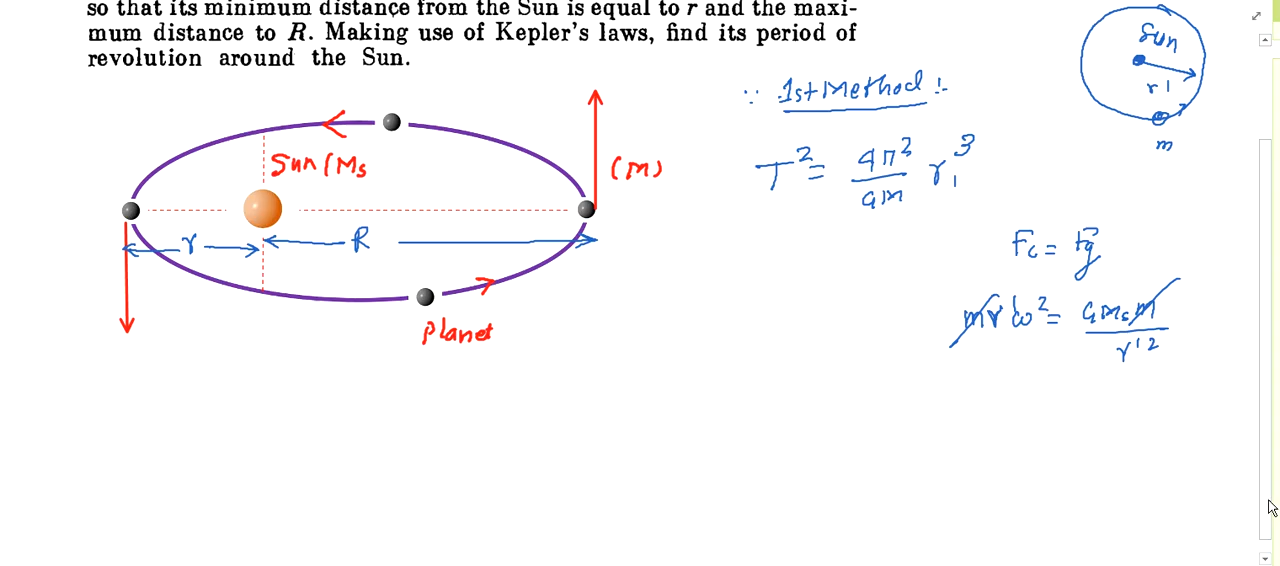 so that its minimum distance from the Sun is equal to r and the maxi-
mum distance to R. Making use of Kepler's laws, find its period of
revolution around the Sun.
Sun
r1
m
∵ 1st Method :-
Sun (Ms
(m)
T² = 4π²/GM r₁³
r
R
Fc = Fg
mr'ω² = GMsm/r'²
planet